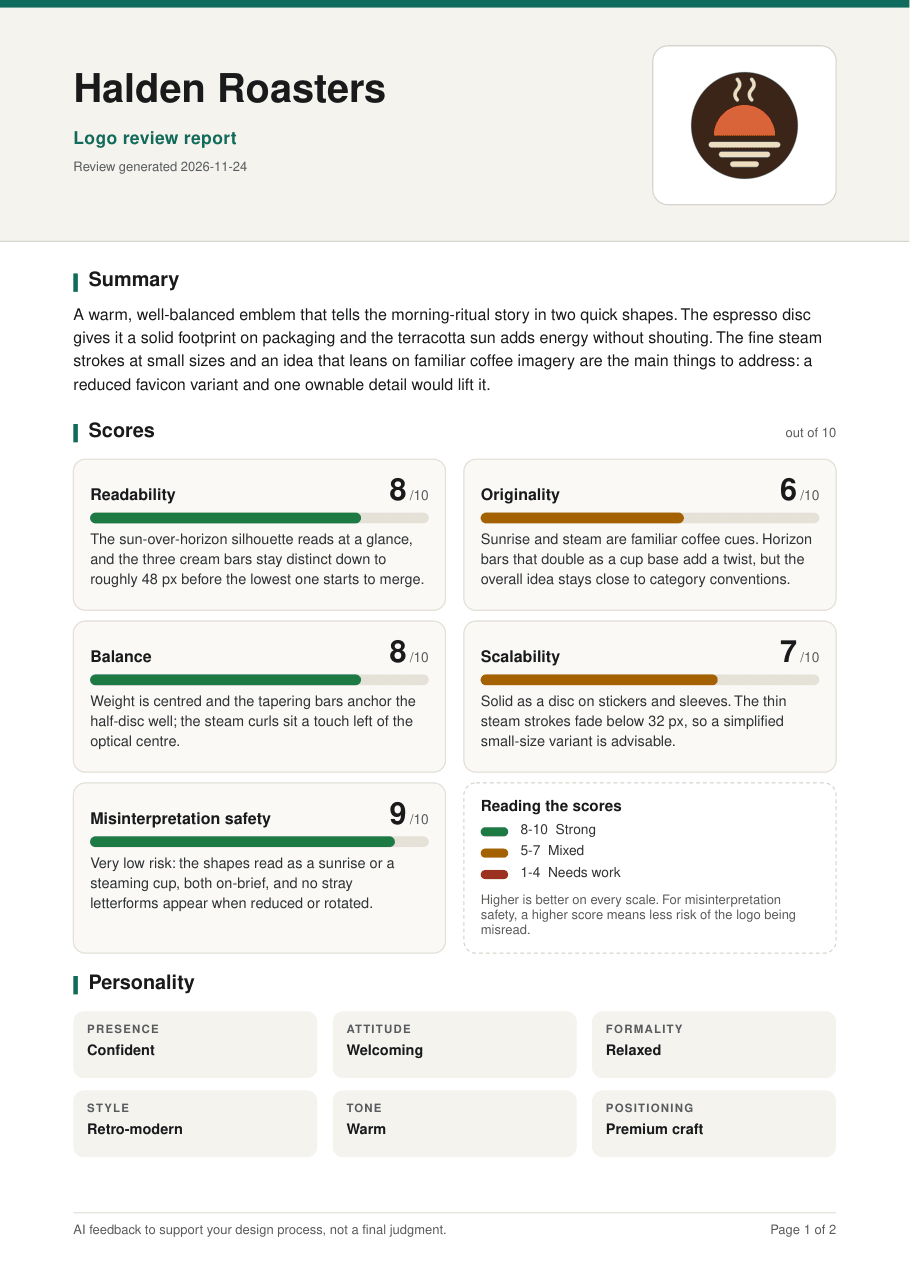 Halden Roasters
Logo review report
Review generated 2026-11-24
Summary
A warm, well-balanced emblem that tells the morning-ritual story in two quick shapes. The espresso disc
gives it a solid footprint on packaging and the terracotta sun adds energy without shouting. The fine steam
strokes at small sizes and an idea that leans on familiar coffee imagery are the main things to address: a
reduced favicon variant and one ownable detail would lift it.
Scores
out of 10
Readability
8 /10
The sun-over-horizon silhouette reads at a glance,
and the three cream bars stay distinct down to
roughly 48 px before the lowest one starts to merge.
Originality
6 /10
Sunrise and steam are familiar coffee cues. Horizon
bars that double as a cup base add a twist, but the
overall idea stays close to category conventions.
Balance
8 /10
Weight is centred and the tapering bars anchor the
half-disc well; the steam curls sit a touch left of the
optical centre.
Scalability
7 /10
Solid as a disc on stickers and sleeves. The thin
steam strokes fade below 32 px, so a simplified
small-size variant is advisable.
Misinterpretation safety
9 /10
Very low risk: the shapes read as a sunrise or a
steaming cup, both on-brief, and no stray
letterforms appear when reduced or rotated.
Reading the scores
8-10 Strong
5-7 Mixed
1-4 Needs work
Higher is better on every scale. For misinterpretation
safety, a higher score means less risk of the logo being
misread.
Personality
PRESENCE
Confident
ATTITUDE
Welcoming
FORMALITY
Relaxed
STYLE
Retro-modern
TONE
Warm
POSITIONING
Premium craft
AI feedback to support your design process, not a final judgment.
Page 1 of 2